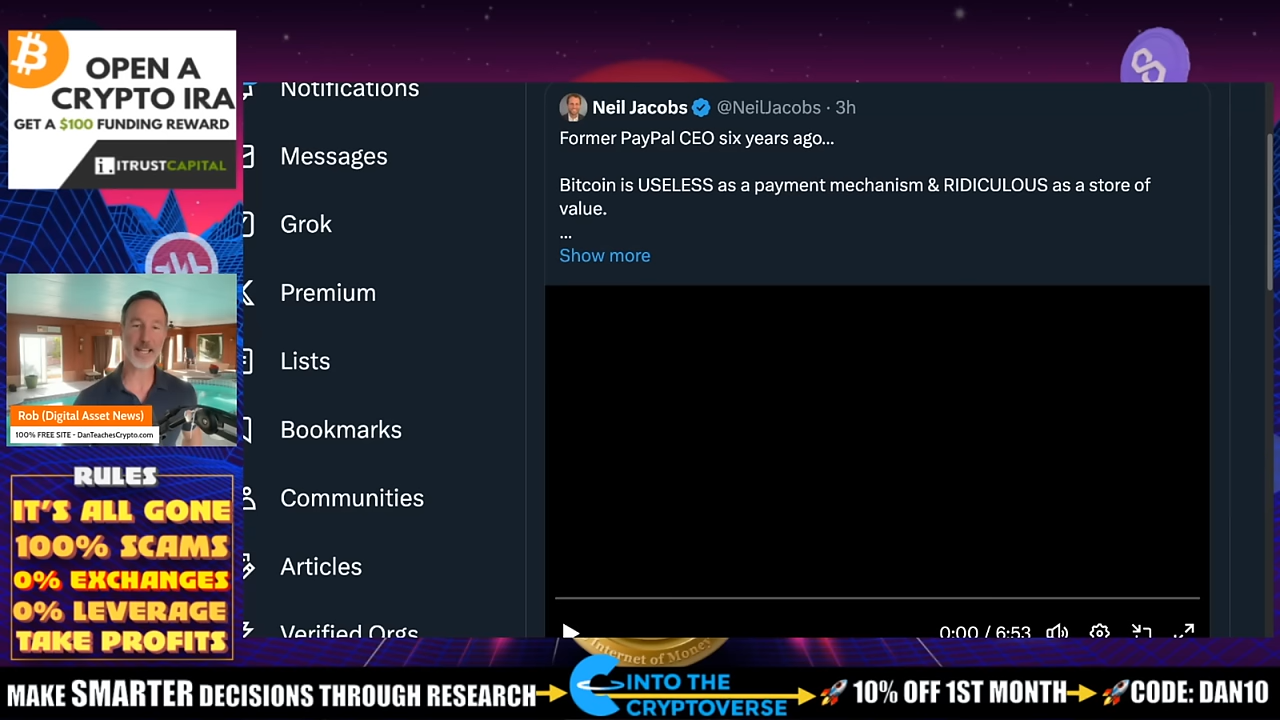 OPEN A
CRYPTO IRA
GET A $100 FUNDING REWARD
i. ITRUSTCAPITAL
Rob (Digital Asset News)
100% FREE SITE - DanTeachesCrypto.com
RULES
IT'S ALL GONE
100% SCAMS
0% EXCHANGES
0% LEVERAGE
TAKE PROFITS
Notifications
Messages
Grok
Premium
Lists
Bookmarks
Communities
Articles
Verified Orgs
Neil Jacobs @NeilJacobs · 3h
Former PayPal CEO six years ago...
Bitcoin is USELESS as a payment mechanism & RIDICULOUS as a store of
value.
...
Show more
0:00 / 6:53
Internet of Money
MAKE SMARTER DECISIONS THROUGH RESEARCH
INTO THE
CRYPTOVERSE
10% OFF 1ST MONTH
CODE: DAN10